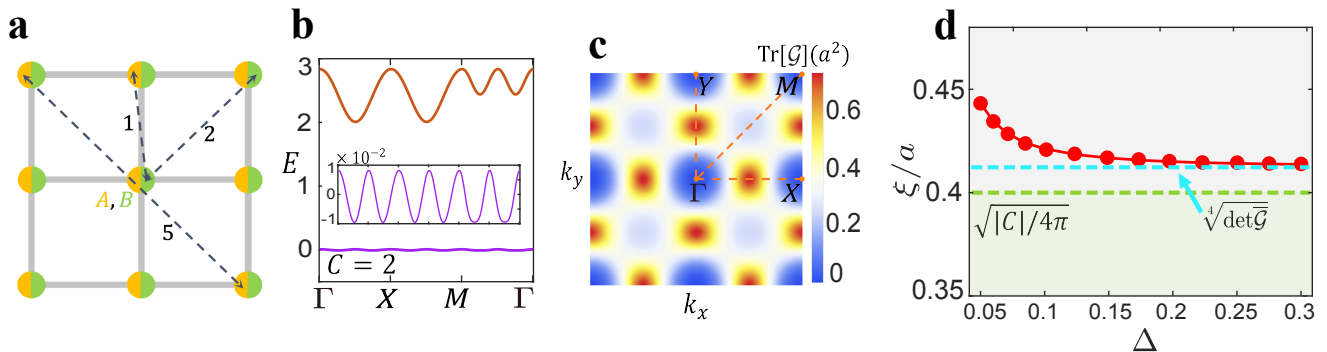 a
1
2
A, B
5
b
3
2
E
1
0
× 10⁻²
1
0
-1
C = 2
Γ X M Γ
c
Tr[𝒢](a²)
Y
M
Γ
X
k_y
k_x
0.6
0.4
0.2
0
d
ξ/a
0.45
0.4
0.35
√|C|/4π
∜det𝒢̅
0.05 0.1 0.15 0.2 0.25 0.3
Δ